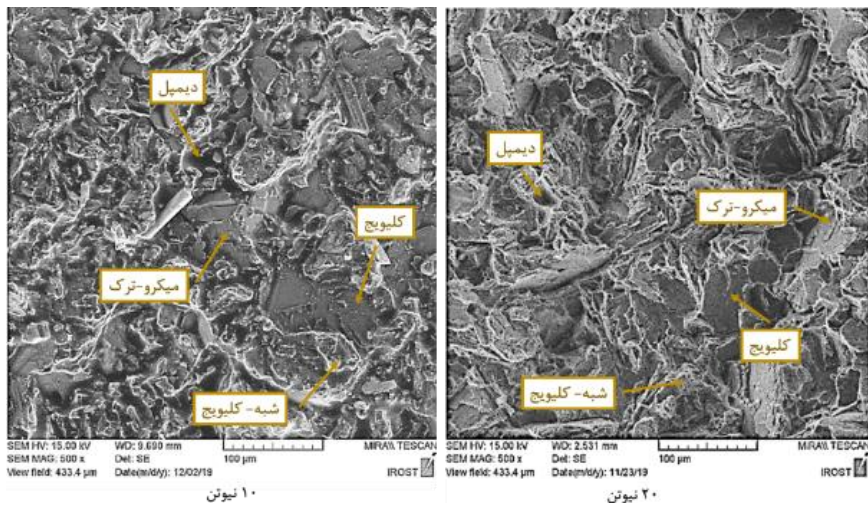 دیمپل
کلیویج
میکرو-ترک
شبه- کلیویج
SEM HV: 15.00 kV WD: 9.690 mm MIRA\\ TESCAN
SEM MAG: 500 x Det: SE 100 µm
View field: 433.4 µm Date(m/d/y): 12/02/19 IROST
۱۰ نیوتن
دیمپل
میکرو-ترک
کلیویج
شبه- کلیویج
SEM HV: 15.00 kV WD: 2.531 mm MIRA\\ TESCAN
SEM MAG: 500 x Det: SE 100 µm
View field: 433.4 µm Date(m/d/y): 11/23/19 IROST
۲۰ نیوتن